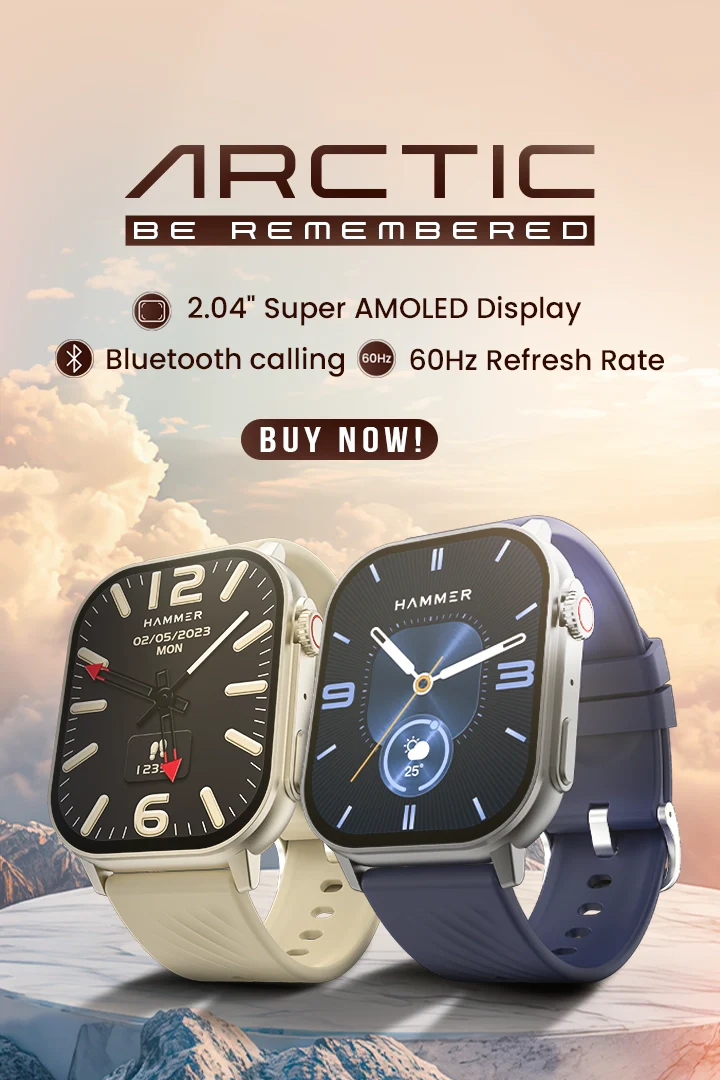 ARCTIC
BE REMEMBERED
2.04" Super AMOLED Display
Bluetooth calling 60Hz 60Hz Refresh Rate
BUY NOW!
12
HAMMER
02/05/2023
MON
123
6
HAMMER
9
3
25°